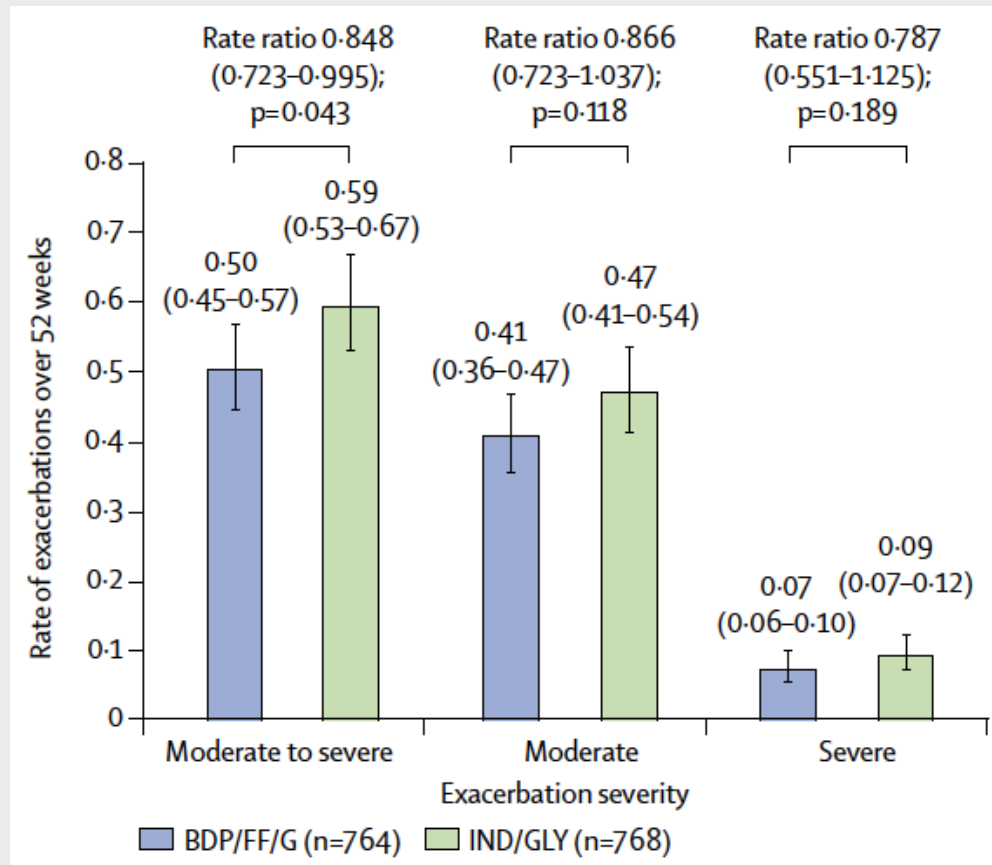 Rate ratio 0·848
(0·723–0·995);
p=0·043
Rate ratio 0·866
(0·723–1·037);
p=0·118
Rate ratio 0·787
(0·551–1·125);
p=0·189
Rate of exacerbations over 52 weeks
0·8
0·7
0·6
0·5
0·4
0·3
0·2
0·1
0
0·50
(0·45–0·57)
0·59
(0·53–0·67)
0·41
(0·36–0·47)
0·47
(0·41–0·54)
0·07
(0·06–0·10)
0·09
(0·07–0·12)
Moderate to severe
Moderate
Severe
Exacerbation severity
BDP/FF/G (n=764)
IND/GLY (n=768)